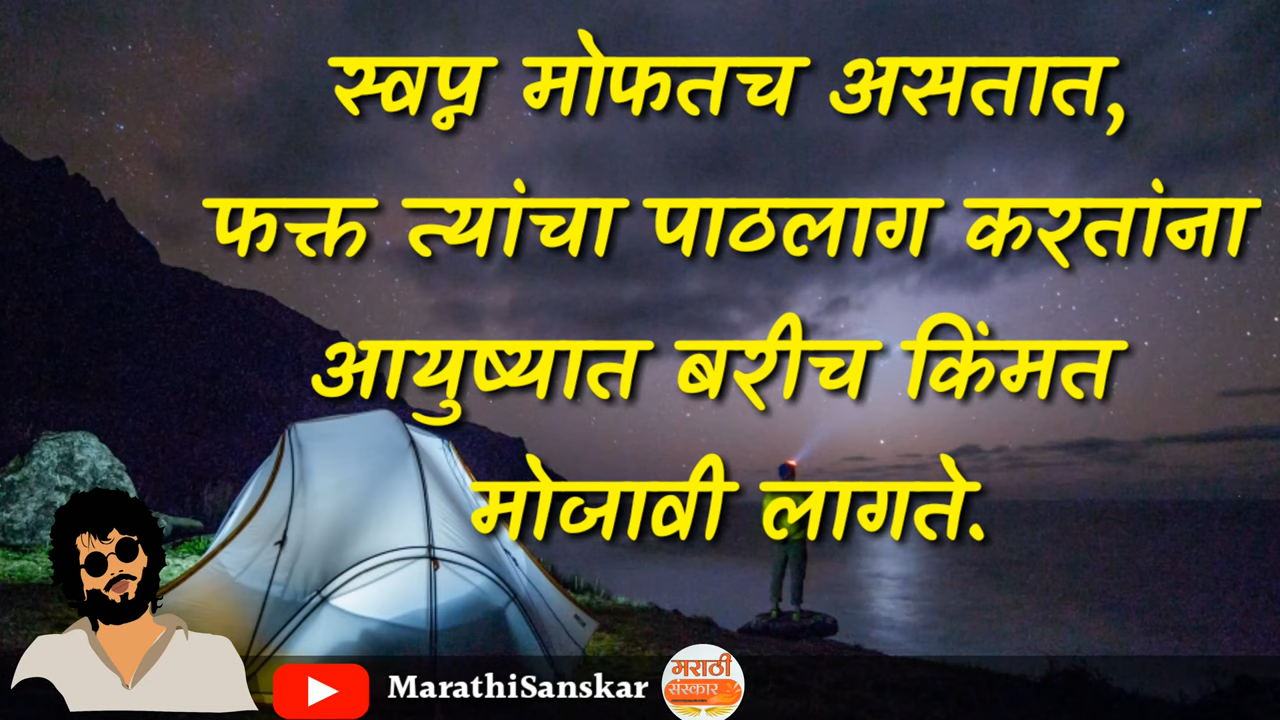 स्वप्न मोफतच असतात,
फक्त त्यांचा पाठलाग करतांना
आयुष्यात बरीच किंमत
मोजावी लागते.
MarathiSanskar
मराठी
संस्कार